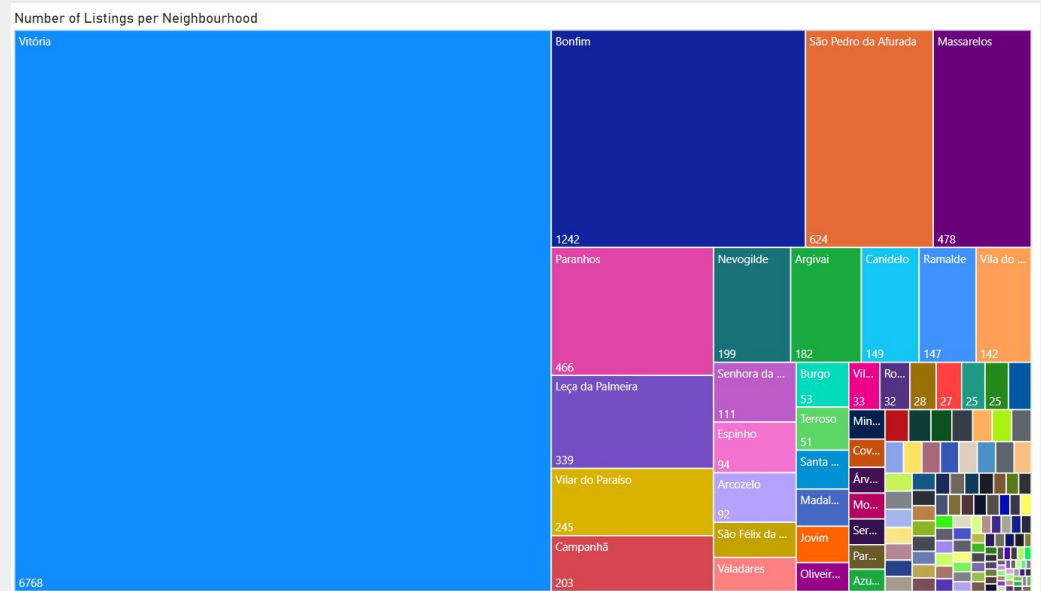 Number of Listings per Neighbourhood
Vitória
6768
Bonfim
1242
São Pedro da Afurada
624
Massarelos
478
Paranhos
466
Leça da Palmeira
339
Vilar do Paraíso
245
Campanhã
203
Nevogilde
199
Argivai
182
Canidelo
149
Ramalde
147
Vila do ...
142
Senhora da ...
111
Espinho
94
Arcozelo
92
São Félix da ...
Valadares
Burgo
53
Terroso
51
Santa ...
Madal...
Jovim
Oliveir...
Vil...
33
Ro...
32
28
27
25
25
Min...
Cov...
Árv...
Mo...
Ser...
Par...
Azu...